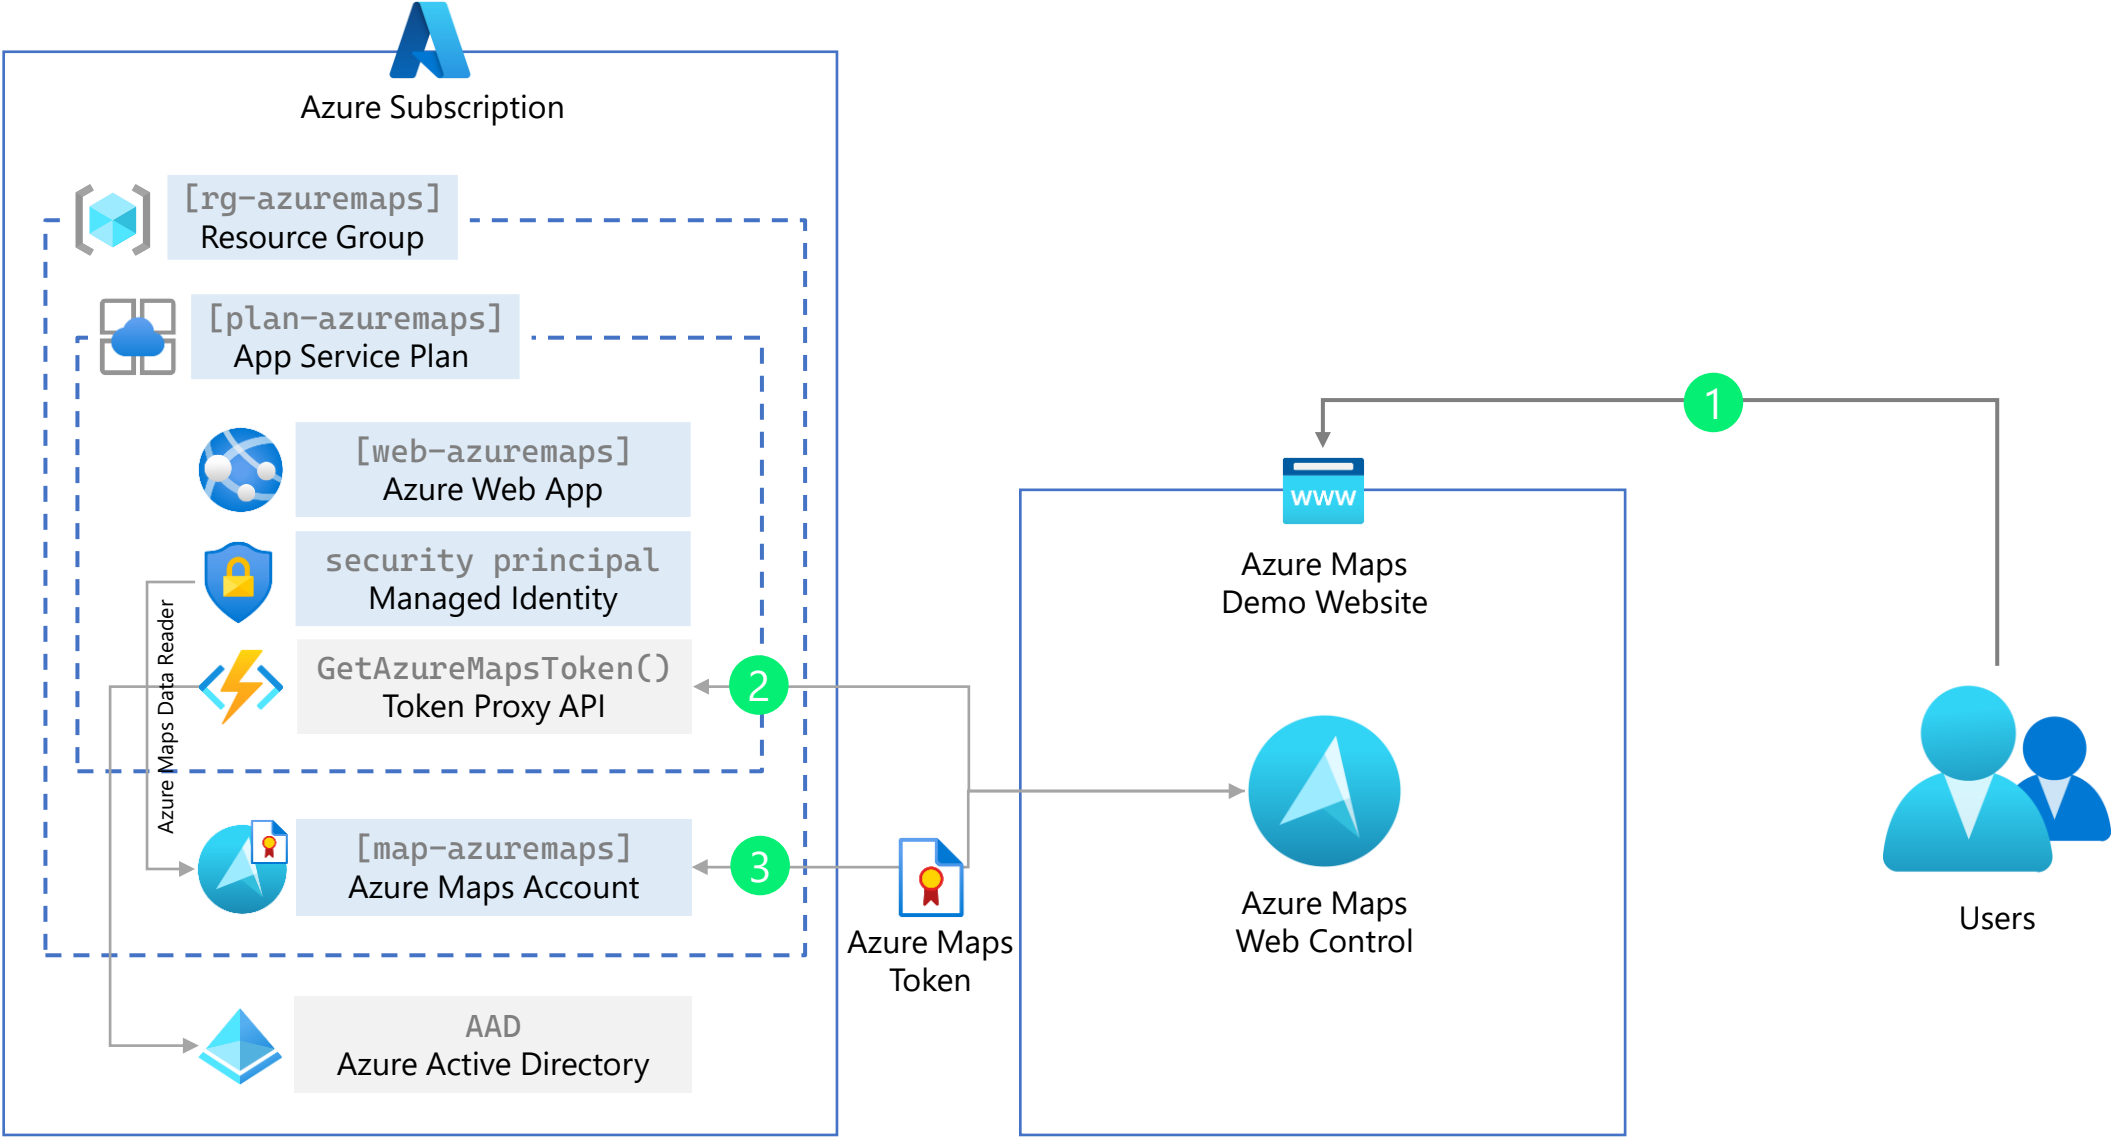 Azure Subscription
[rg-azuremaps]
Resource Group
[plan-azuremaps]
App Service Plan
[web-azuremaps]
Azure Web App
security principal
Managed Identity
Azure Maps Data Reader
GetAzureMapsToken()
Token Proxy API
[map-azuremaps]
Azure Maps Account
AAD
Azure Active Directory
2
3
Azure Maps
Token
1
www
Azure Maps
Demo Website
Azure Maps
Web Control
Users